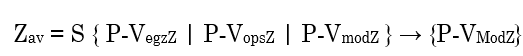 Zav = S { P-VegzZ | P-VopsZ | P-VmodZ } → {P-VModZ}